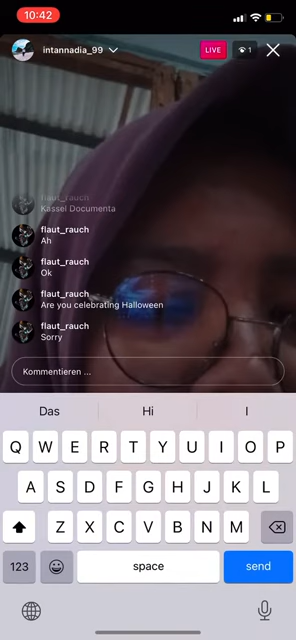 10:42
intannadia_99
LIVE
1
flaut_rauch
Kassel Documenta
flaut_rauch
Ah
flaut_rauch
Ok
flaut_rauch
Are you celebrating Halloween
flaut_rauch
Sorry
Kommentieren ...
Das Hi I
Q W E R T Y U I O P
A S D F G H J K L
Z X C V B N M
123 space send